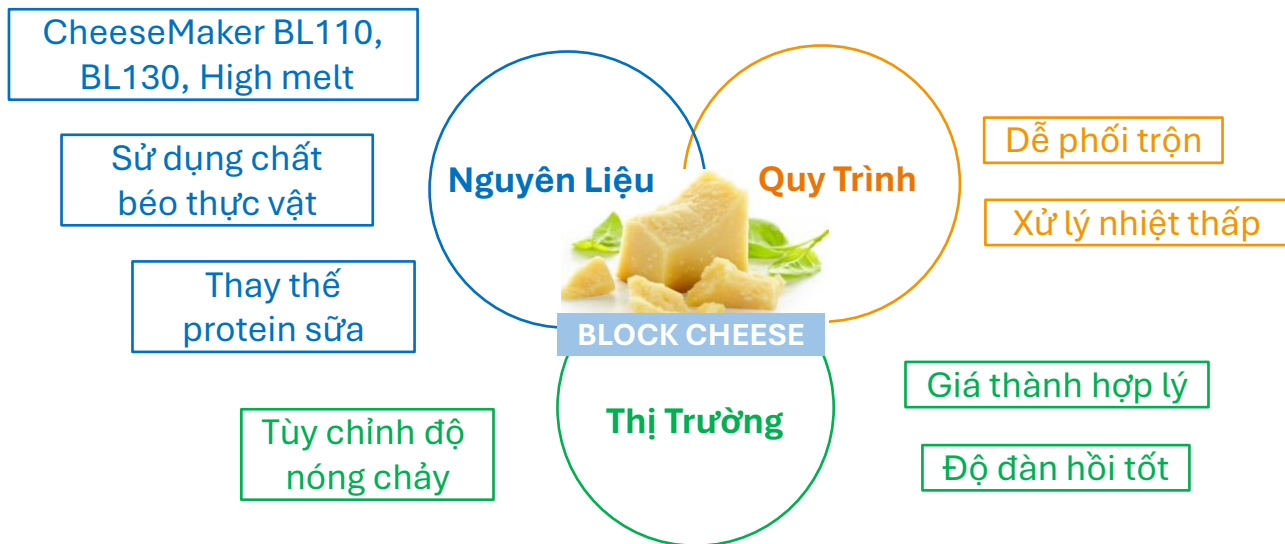 CheeseMaker BL110,
BL130, High melt
Sử dụng chất
béo thực vật
Thay thế
protein sữa
Nguyên Liệu
Quy Trình
Dễ phối trộn
Xử lý nhiệt thấp
BLOCK CHEESE
Tùy chỉnh độ
nóng chảy
Thị Trường
Giá thành hợp lý
Độ đàn hồi tốt